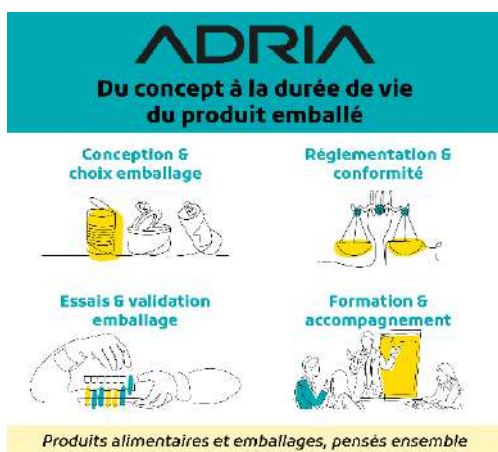 ADRIA
Du concept à la durée de vie
du produit emballé
Conception &
choix emballage
Réglementation &
conformité
Essais & validation
emballage
Formation &
accompagnement
Produits alimentaires et emballages, pensés ensemble